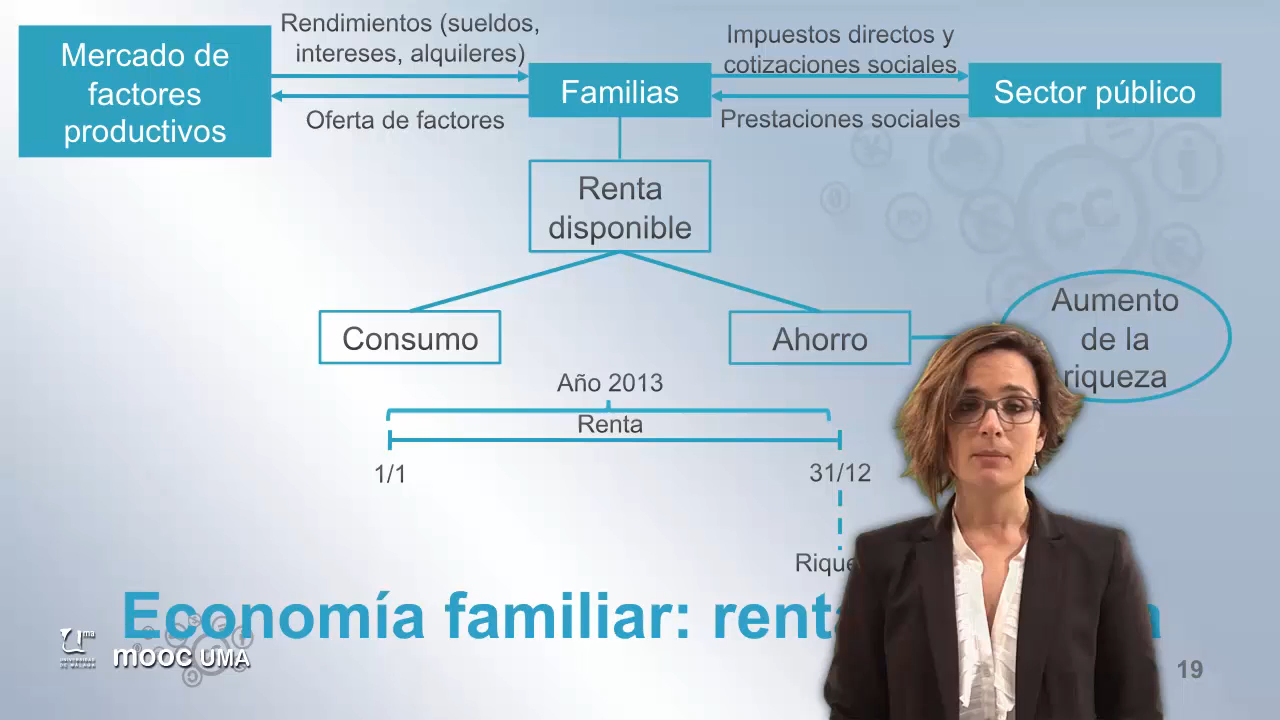 Rendimientos (sueldos,
intereses, alquileres)
Impuestos directos y
cotizaciones sociales
Mercado de
factores
productivos
Familias
Sector público
Oferta de factores
Prestaciones sociales
Renta
disponible
Consumo
Ahorro
Aumento
de la
riqueza
Año 2013
Renta
1/1
31/12
Economía familiar:
mooc UMA
19